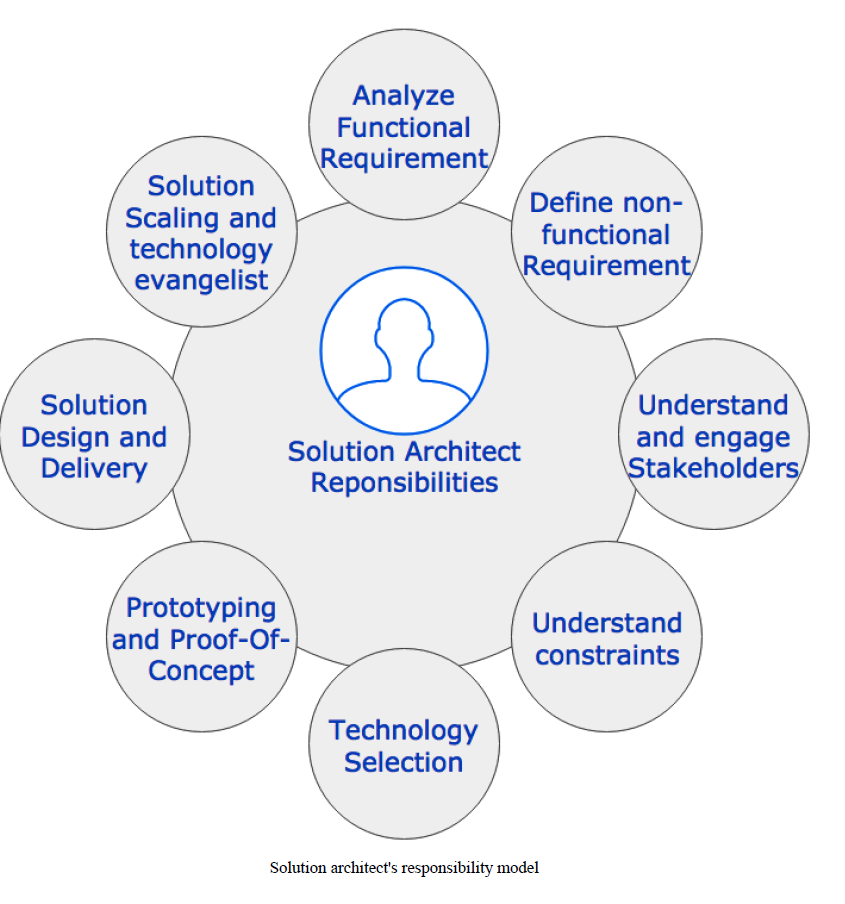 Analyze
Functional
Requirement
Define non-
functional
Requirement
Understand
and engage
Stakeholders
Understand
constraints
Technology
Selection
Prototyping
and Proof-Of-
Concept
Solution
Design and
Delivery
Solution
Scaling and
technology
evangelist
Solution Architect
Reponsibilities
Solution architect's responsibility model